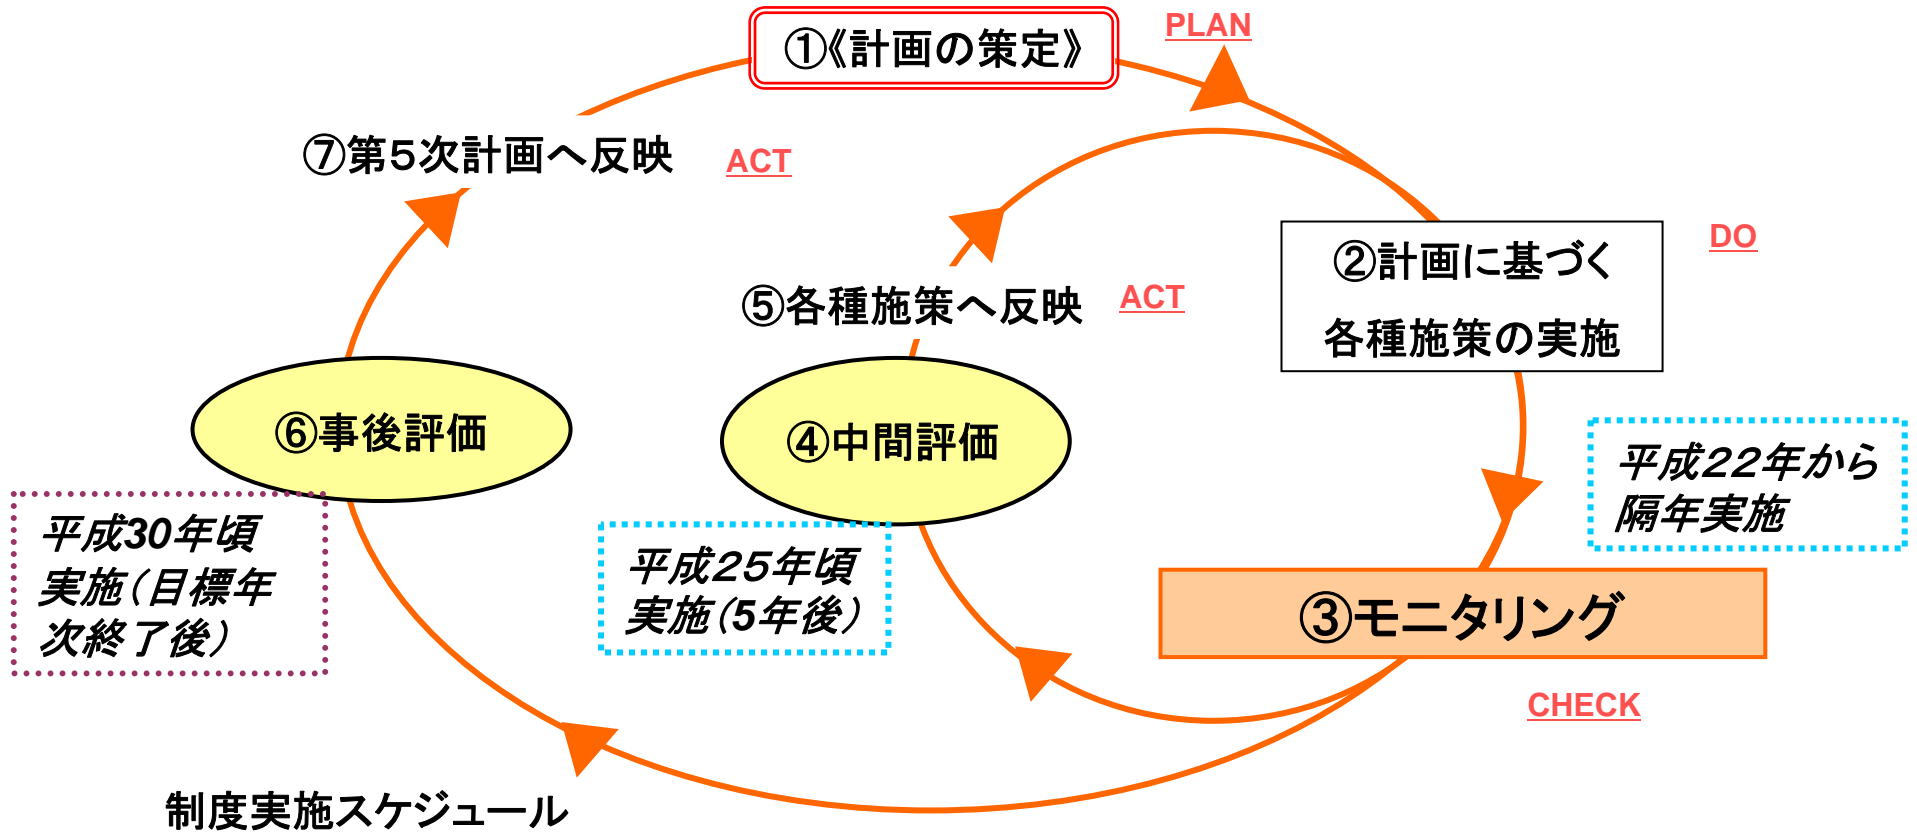 ①《計画の策定》
PLAN
⑦第５次計画へ反映
ACT
②計画に基づく
各種施策の実施
DO
⑤各種施策へ反映
ACT
⑥事後評価
④中間評価
平成２２年から
隔年実施
平成30年頃
実施（目標年
次終了後）
平成２５年頃
実施（5年後）
③モニタリング
CHECK
制度実施スケジュール